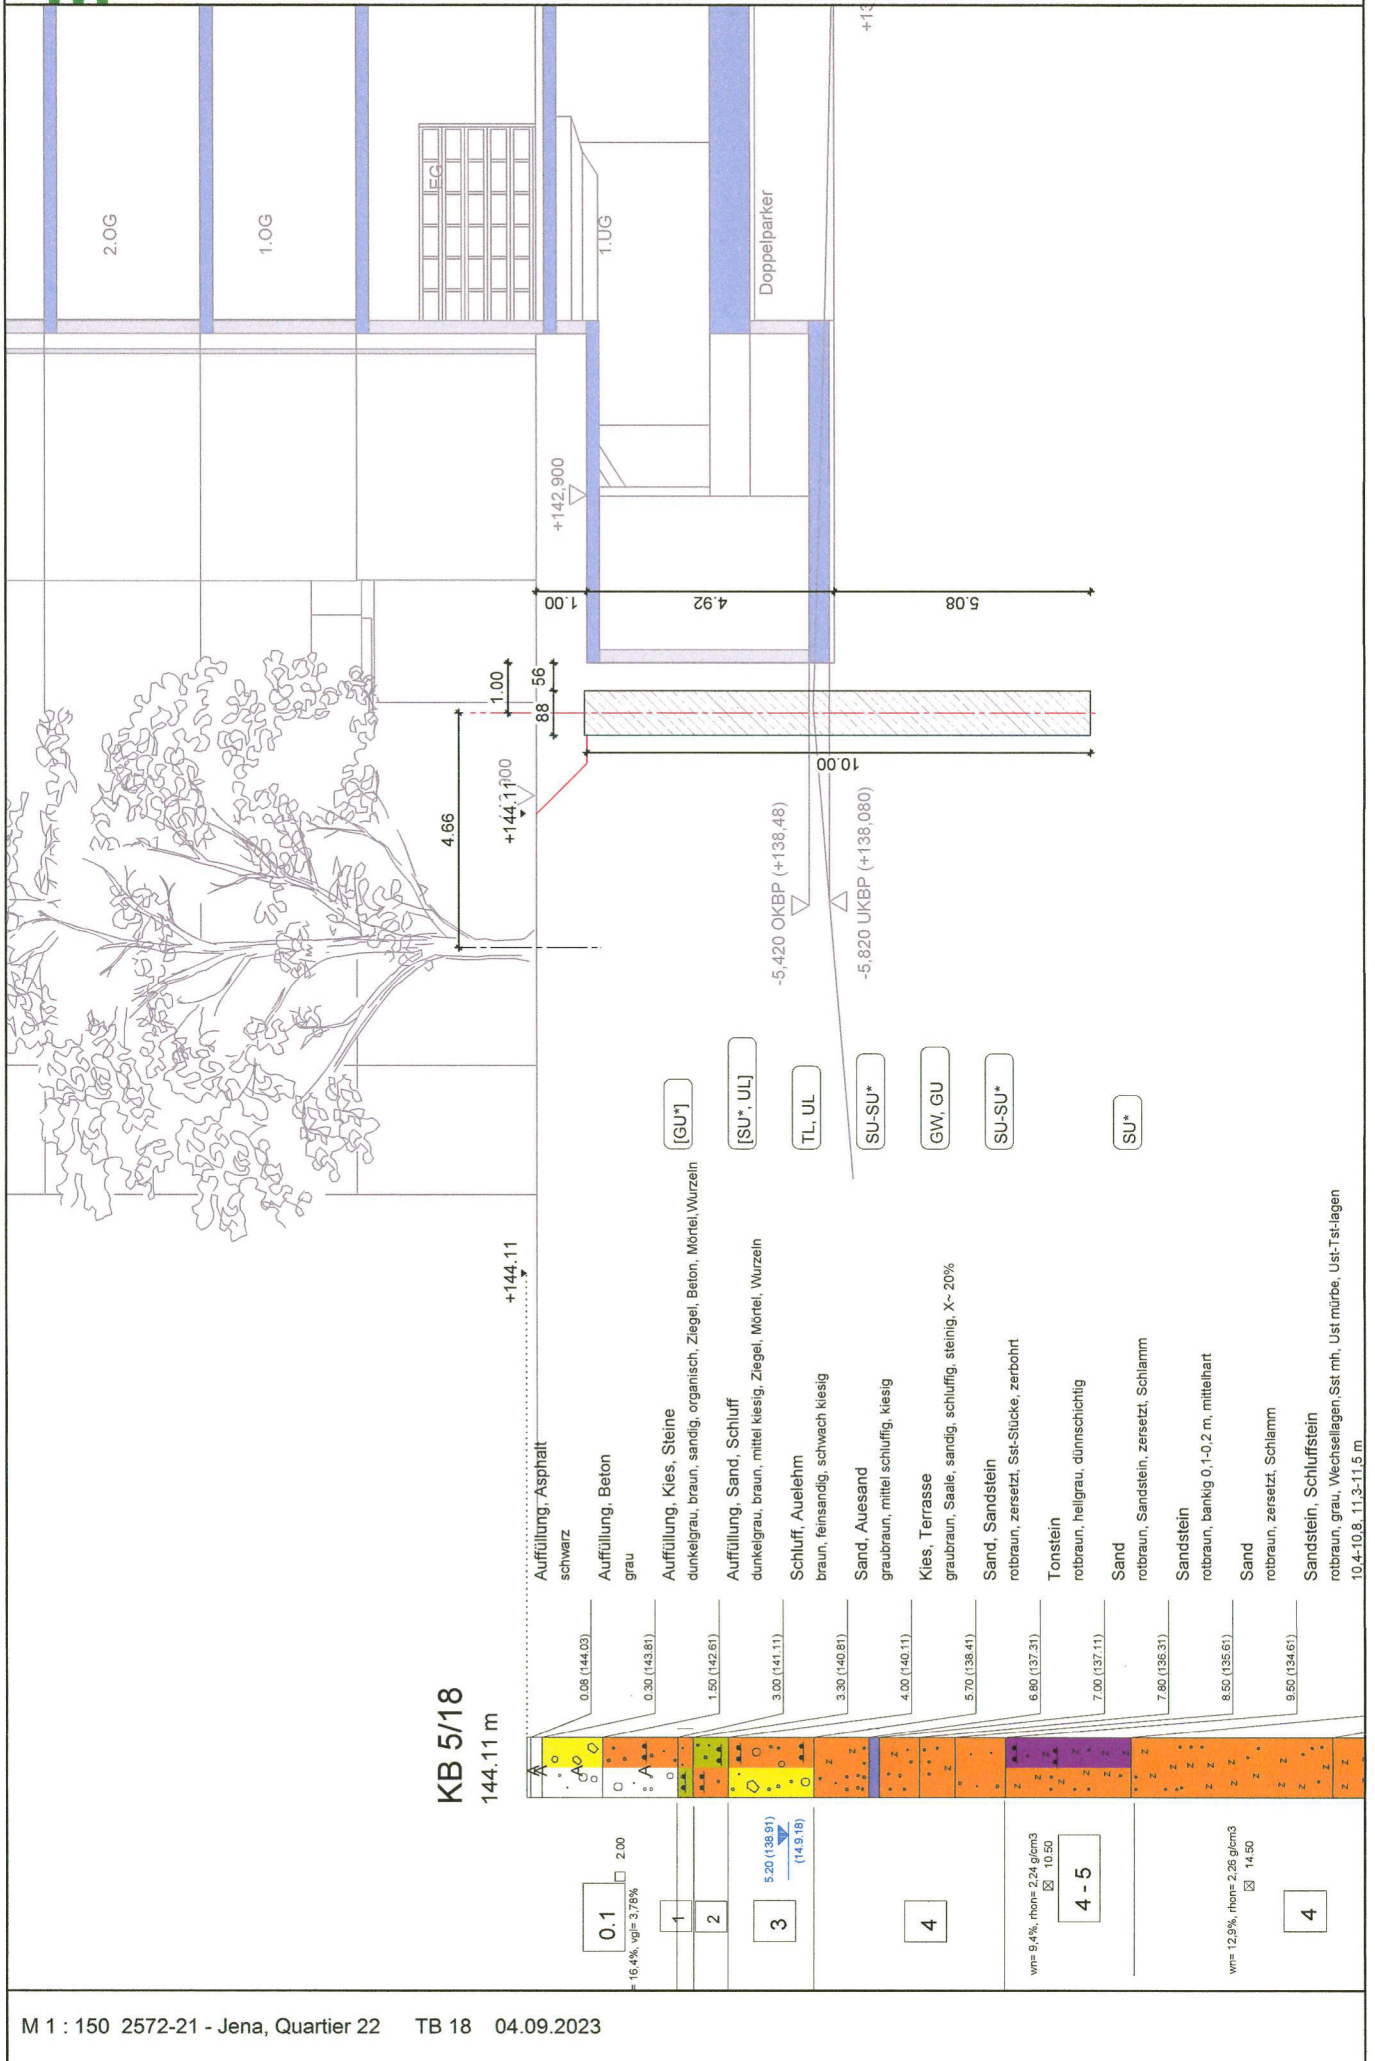 2.OG
1.OG
EG
1.UG
Doppelparker
+13
+142,900
1.00
4.92
5.08
1.00
56
88
10.00
4.66
+144.11
00
-5,420 OKBP (+138,48)
-5,820 UKBP (+138,080)
+144.11
KB 5/18
144.11 m
Auffüllung, Asphalt
schwarz
0.08 (144.03)
Auffüllung, Beton
grau
0.30 (143.81)
Auffüllung, Kies, Steine
dunkelgrau, braun, sandig, organisch, Ziegel, Beton, Mörtel,Wurzeln
[GU*]
1.50 (142.61)
Auffüllung, Sand, Schluff
dunkelgrau, braun, mittel kiesig, Ziegel, Mörtel, Wurzeln
[SU*, UL]
3.00 (141.11)
Schluff, Auelehm
braun, feinsandig, schwach kiesig
TL, UL
3.30 (140.81)
Sand, Auesand
graubraun, mittel schluffig, kiesig
SU-SU*
4.00 (140.11)
Kies, Terrasse
graubraun, Saale, sandig, schluffig, steinig, X~ 20%
GW, GU
5.70 (138.41)
Sand, Sandstein
rotbraun, zersetzt, Sst-Stücke, zerbohrt
SU-SU*
6.80 (137.31)
Tonstein
rotbraun, hellgrau, dünnschichtig
7.00 (137.11)
Sand
rotbraun, Sandstein, zersetzt, Schlamm
SU*
7.80 (136.31)
Sandstein
rotbraun, bankig 0,1-0,2 m, mittelhart
8.50 (135.61)
Sand
rotbraun, zersetzt, Schlamm
9.50 (134.61)
Sandstein, Schluffstein
rotbraun, grau, Wechsellagen,Sst mh, Ust mürbe, Ust-Tst-lagen
10,4-10,8, 11,3-11,5 m
A
A
A
0.1
2.00
= 16,4%, vgl= 3,78%
1
2
3
5.20 (138.91)
(14.9.18)
4
wn= 9,4%, rhon= 2,24 g/cm3
10.50
4 - 5
wn= 12,9%, rhon= 2,26 g/cm3
14.50
4
M 1 : 150 2572-21 - Jena, Quartier 22 TB 18 04.09.2023